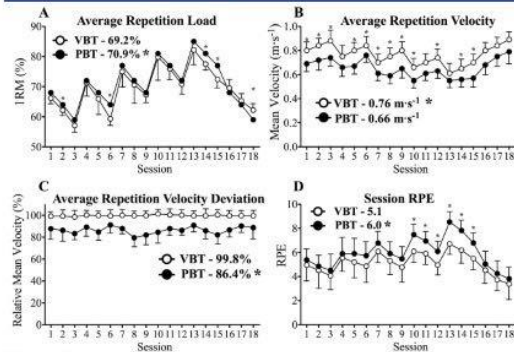 A
Average Repetition Load
VBT - 69.2%
PBT - 70.9% *
1RM (%)
90
80
70
60
50
1 2 3 4 5 6 7 8 9 10 11 12 13 14 15 16 17 18
Session
B
Average Repetition Velocity
VBT - 0.76 m·s⁻¹ *
PBT - 0.66 m·s⁻¹
Mean Velocity (m·s⁻¹)
1.0
0.8
0.6
0.4
0.2
0.0
1 2 3 4 5 6 7 8 9 10 11 12 13 14 15 16 17 18
Session
C
Average Repetition Velocity Deviation
VBT - 99.8%
PBT - 86.4% *
Relative Mean Velocity (%)
100
80
60
40
20
0
1 2 3 4 5 6 7 8 9 10 11 12 13 14 15 16 17 18
Session
D
Session RPE
VBT - 5.1
PBT - 6.0 *
RPE
10
8
6
4
2
0
1 2 3 4 5 6 7 8 9 10 11 12 13 14 15 16 17 18
Session